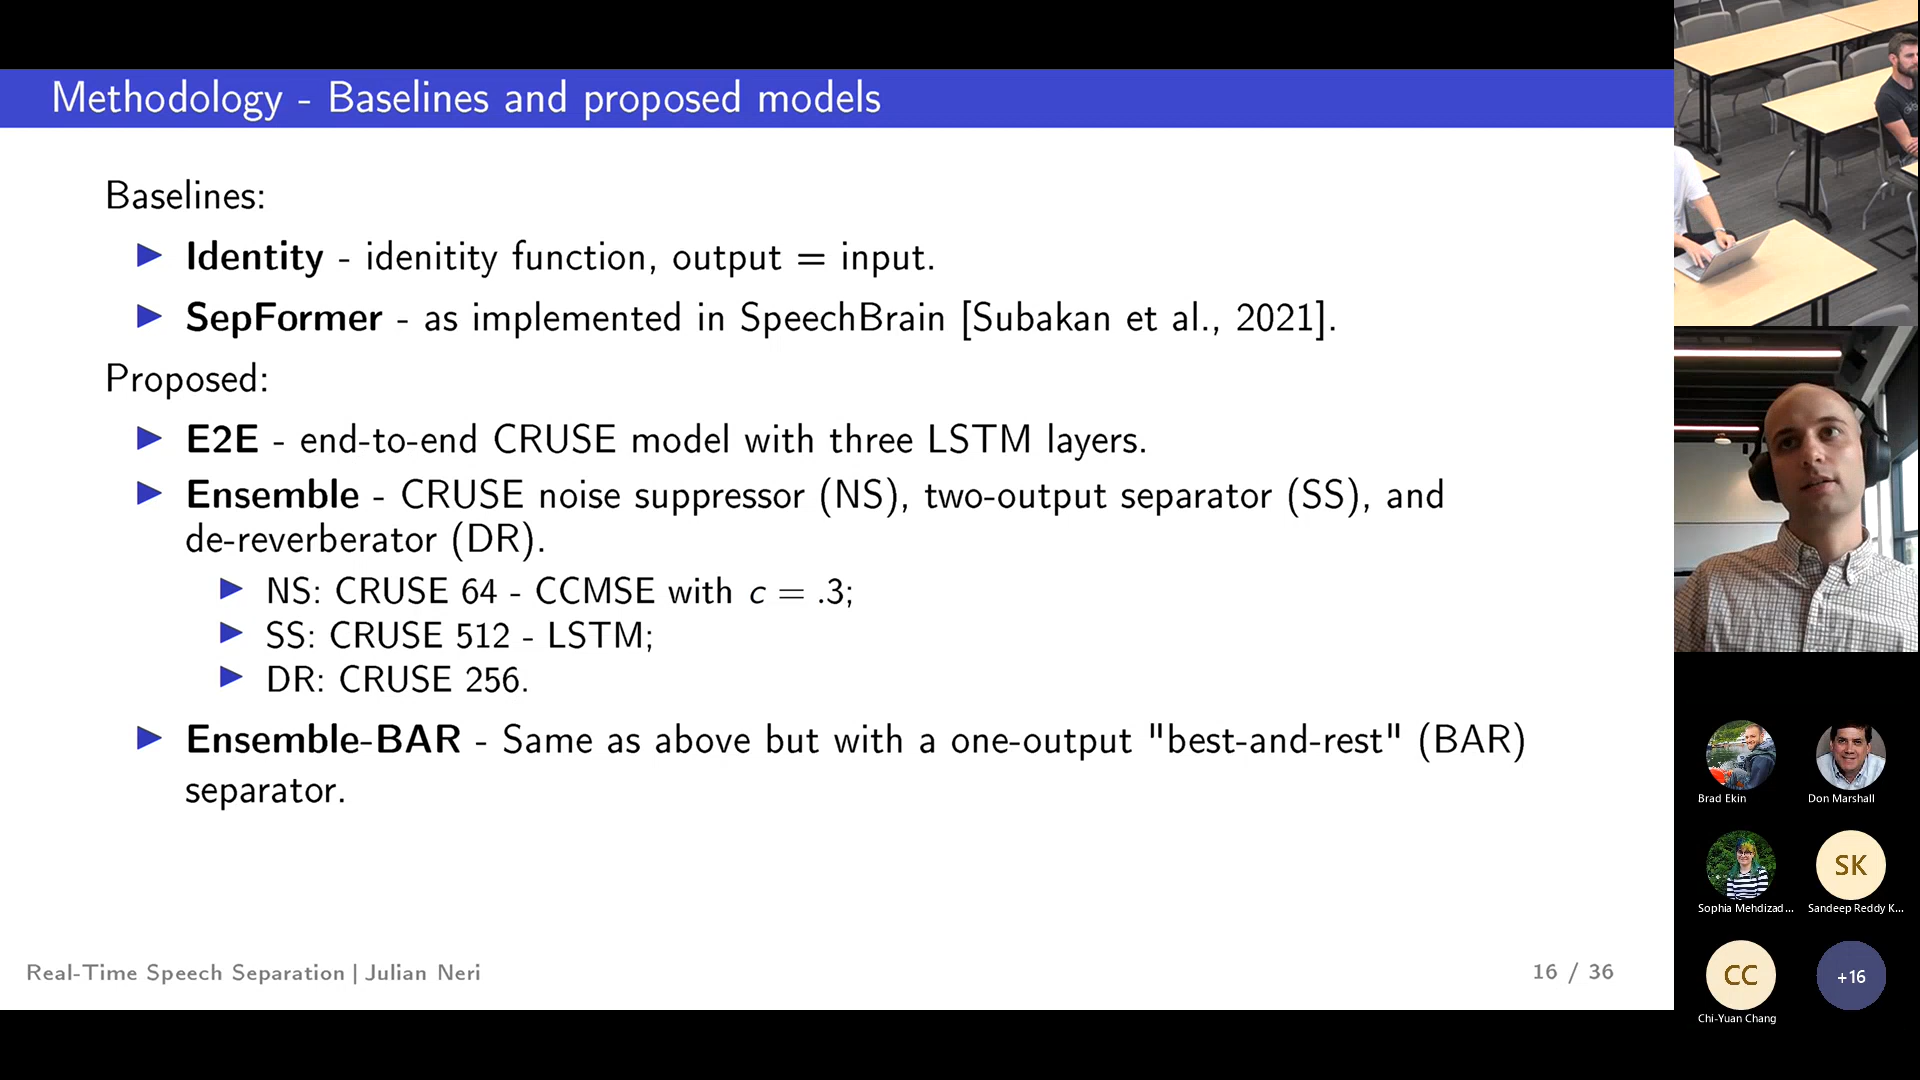 Methodology - Baselines and proposed models
Baselines:
Identity - idenitity function, output = input.
SepFormer - as implemented in SpeechBrain [Subakan et al., 2021].
Proposed:
E2E - end-to-end CRUSE model with three LSTM layers.
Ensemble - CRUSE noise suppressor (NS), two-output separator (SS), and
de-reverberator (DR).
NS: CRUSE 64 - CCMSE with c = .3;
SS: CRUSE 512 - LSTM;
DR: CRUSE 256.
Ensemble-BAR - Same as above but with a one-output "best-and-rest" (BAR)
separator.
Real-Time Speech Separation | Julian Neri
16 / 36
Brad Ekin
Don Marshall
SK
Sophia Mehdizad...
Sandeep Reddy K...
CC
+16
Chi-Yuan Chang